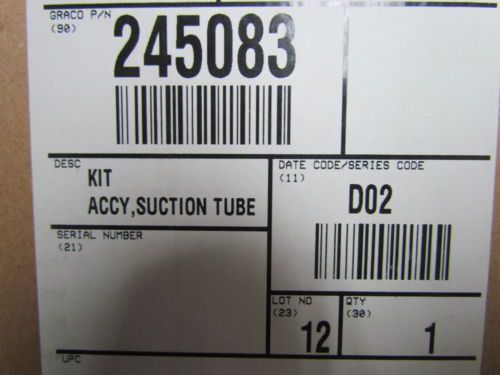 GRACO P/N
(90)
245083
DESC
KIT
ACCY,SUCTION TUBE
DATE CODE/SERIES CODE
(11)
D02
SERIAL NUMBER
(21)
LOT NO
(23)
12
QTY
(30)
1
UPC